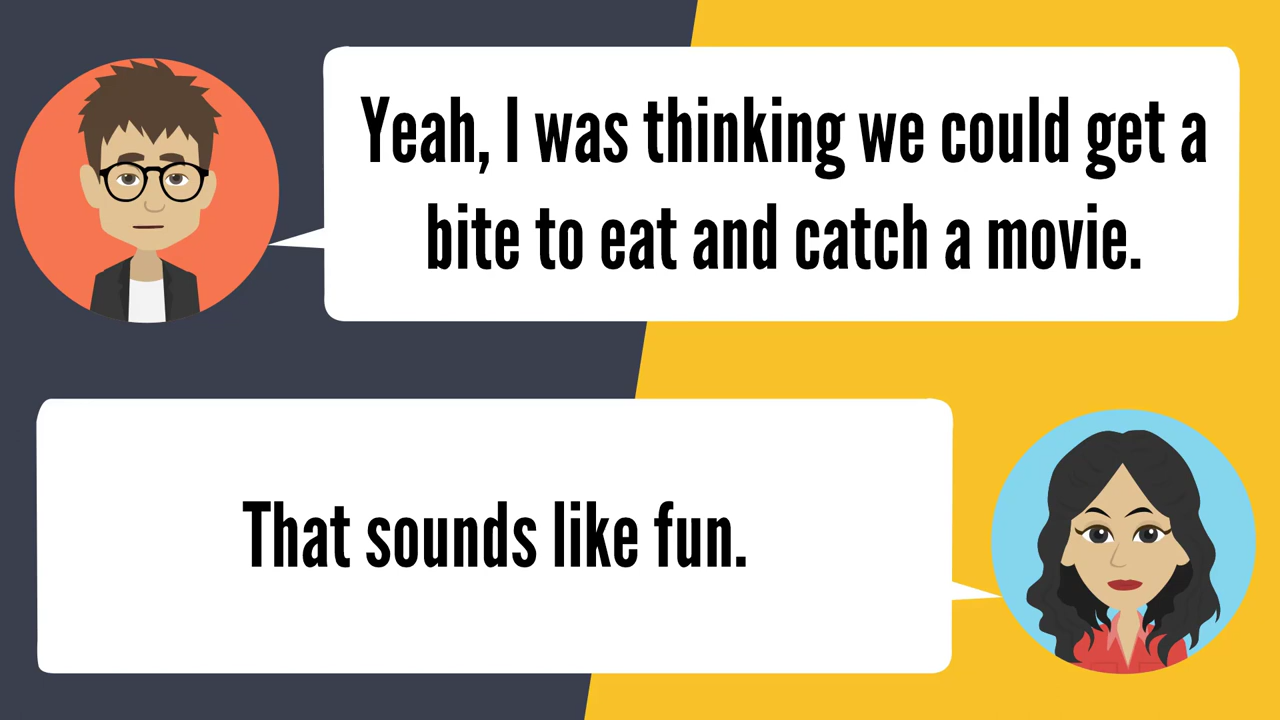 Yeah, I was thinking we could get a
bite to eat and catch a movie.
That sounds like fun.